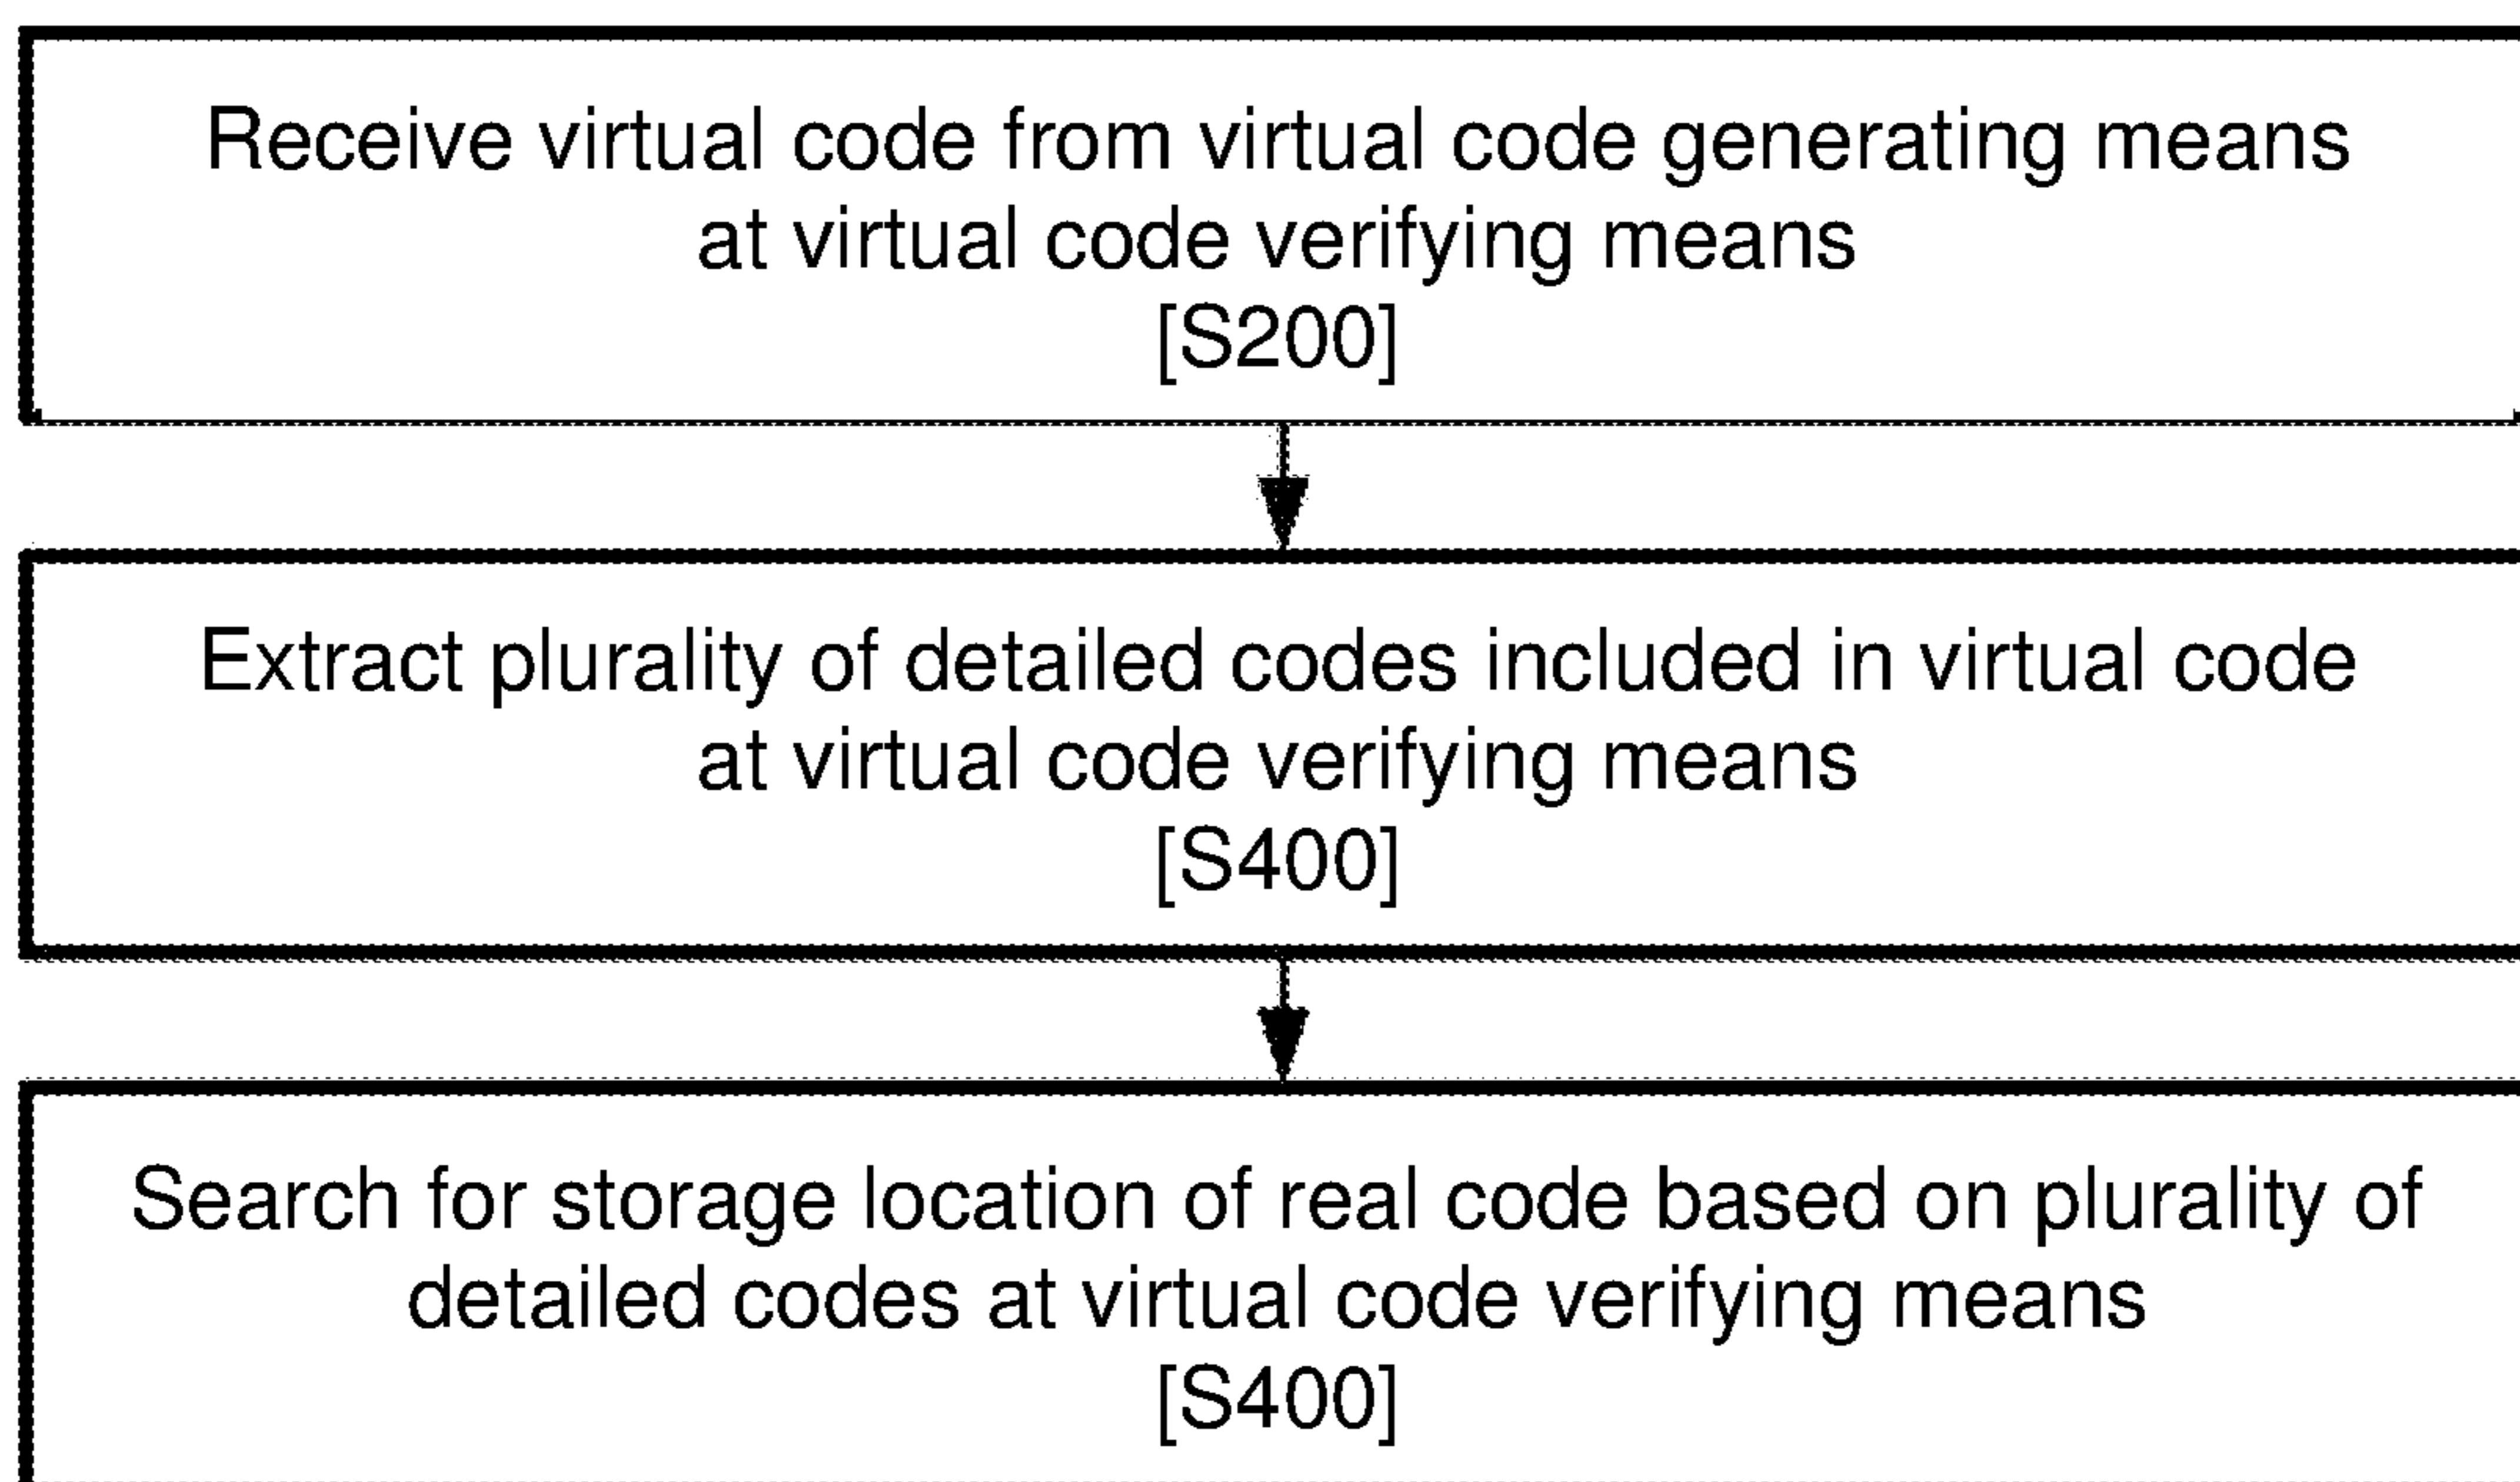 Receive virtual code from virtual code generating means
at virtual code verifying means
[S200]
Extract plurality of detailed codes included in virtual code
at virtual code verifying means
[S400]
Search for storage location of real code based on plurality of
detailed codes at virtual code verifying means
[S400]